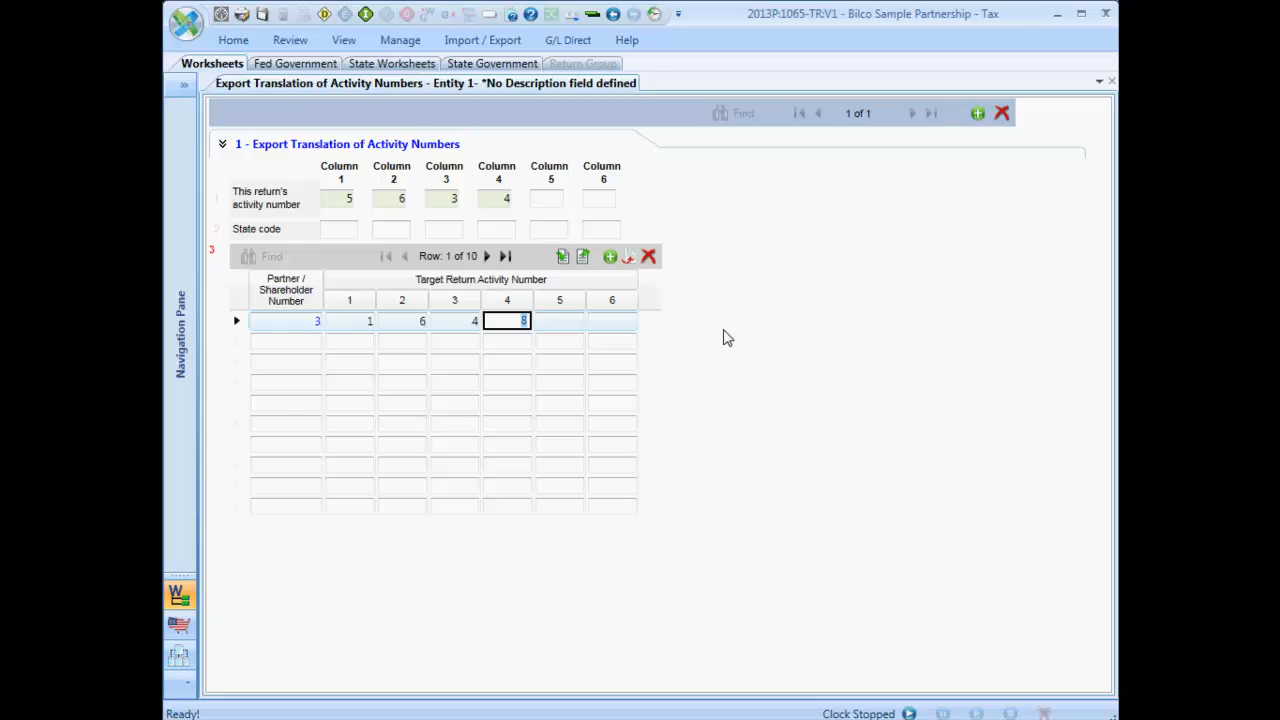 2013P:1065-TR:V1 - Bilco Sample Partnership - Tax
Home Review View Manage Import / Export G/L Direct Help
Worksheets Fed Government State Worksheets State Government Return Group
Export Translation of Activity Numbers - Entity 1- *No Description field defined
Find 1 of 1
1 - Export Translation of Activity Numbers
Column Column Column Column Column Column
1 2 3 4 5 6
1 This return's activity number 5 6 3 4
2 State code
3 Find Row: 1 of 10
Partner / Shareholder Number Target Return Activity Number
1 2 3 4 5 6
3 1 6 4 8
Navigation Pane
W
Ready! Clock Stopped